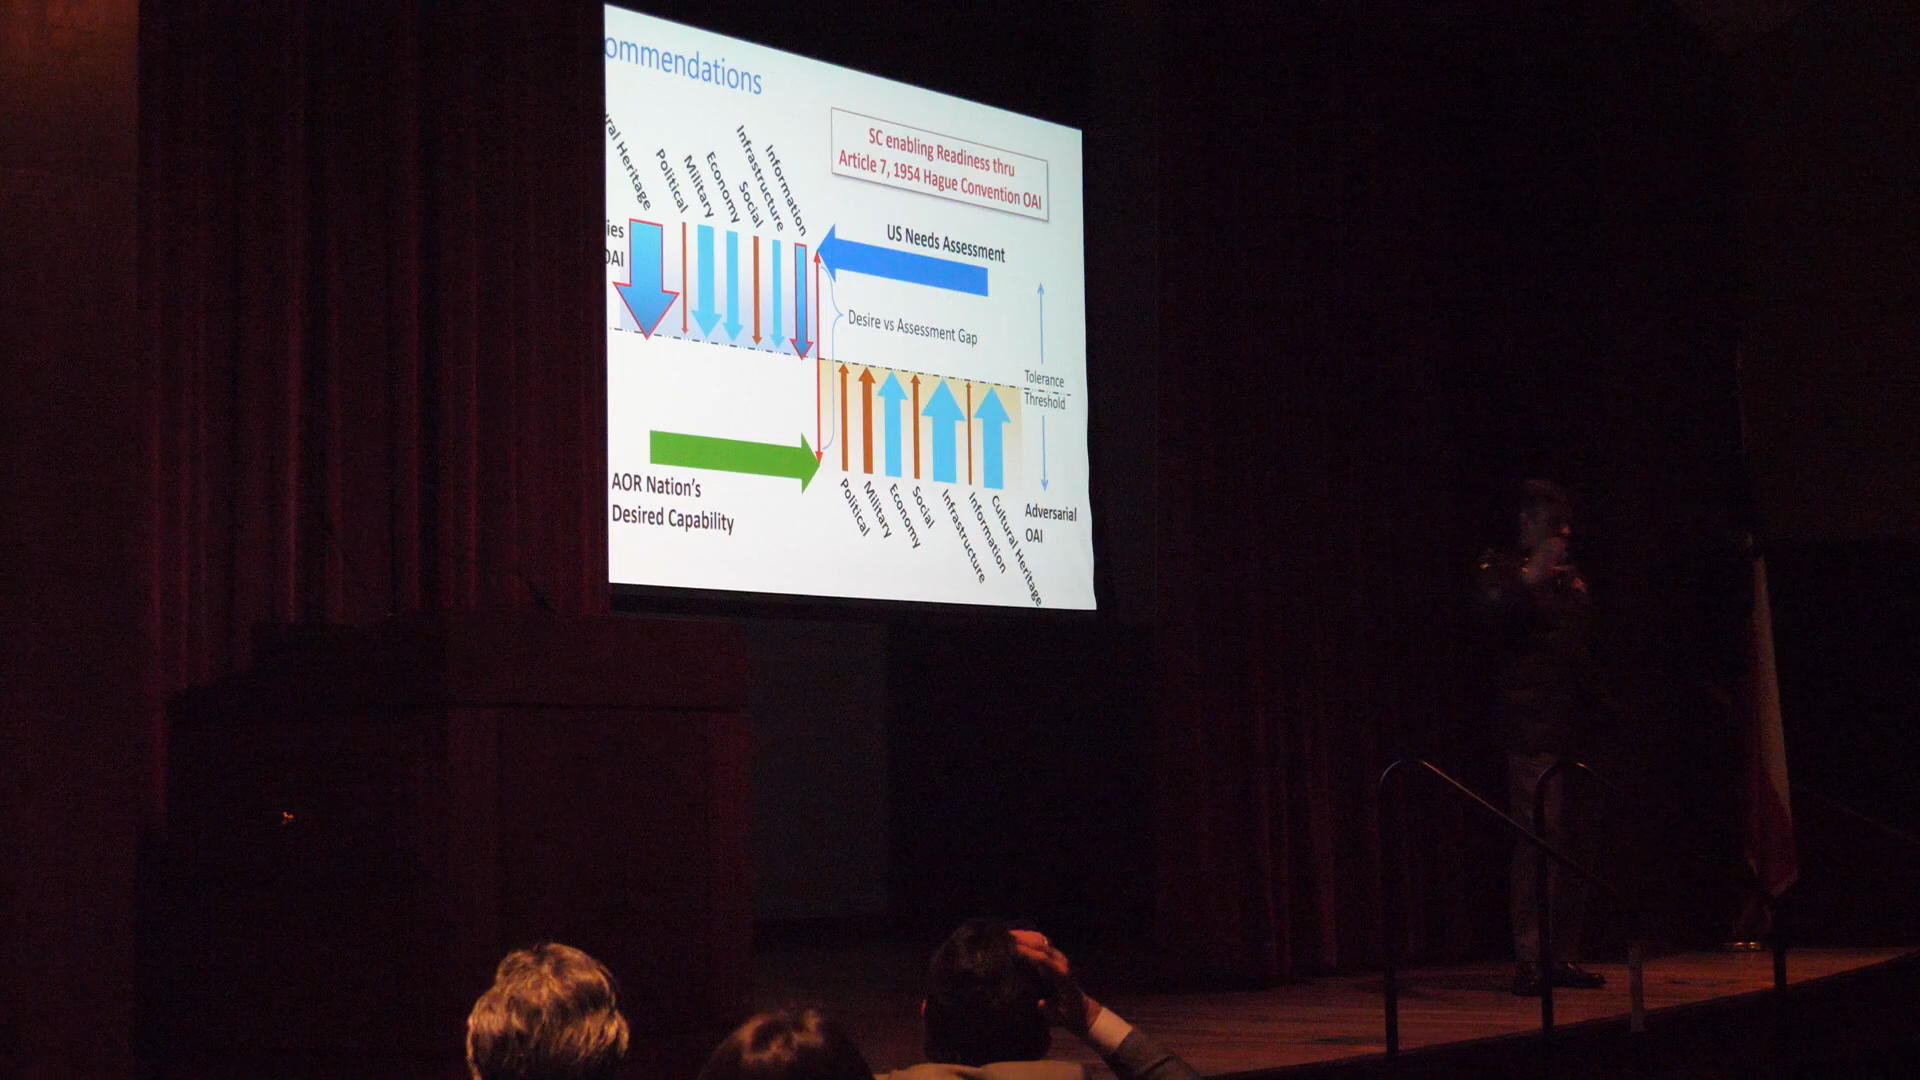 ommendations
SC enabling Readiness thru
Article 7, 1954 Hague Convention OAI
ral Heritage
Political
Military
Economy
Social
Infrastructure
Information
ies
OAI
US Needs Assessment
Desire vs Assessment Gap
Tolerance
Threshold
AOR Nation's
Desired Capability
Political
Military
Economy
Social
Infrastructure
Information
Cultural Heritage
Adversarial
OAI